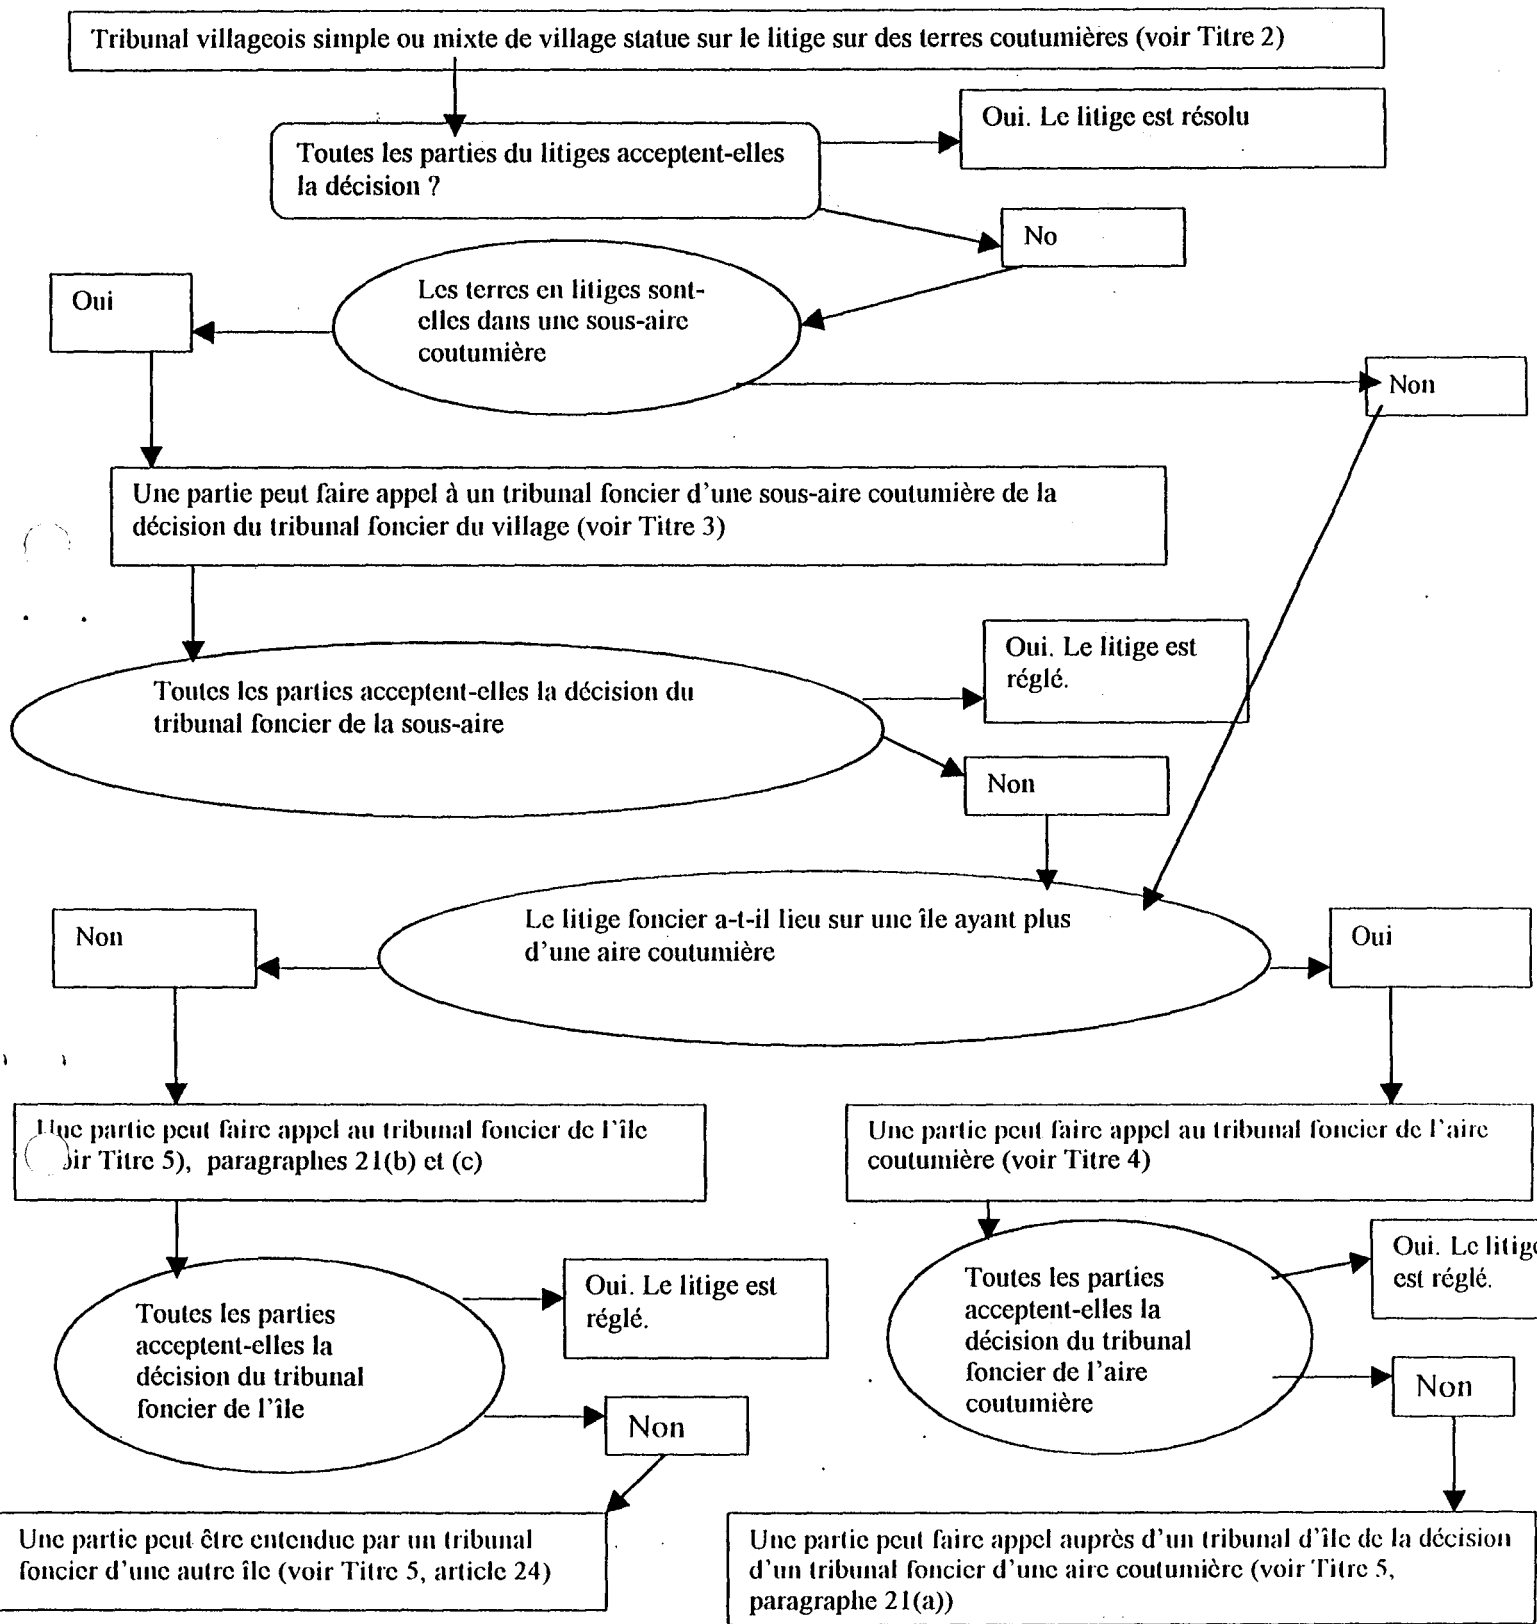 Tribunal villageois simple ou mixte de village statue sur le litige sur des terres coutumières (voir Titre 2)
Toutes les parties du litiges acceptent-elles
la décision ?
Oui. Le litige est résolu
No
Les terres en litiges sont-
elles dans une sous-aire
coutumière
Oui
Non
Une partie peut faire appel à un tribunal foncier d'une sous-aire coutumière de la
décision du tribunal foncier du village (voir Titre 3)
Toutes les parties acceptent-elles la décision du
tribunal foncier de la sous-aire
Oui. Le litige est
réglé.
Non
Le litige foncier a-t-il lieu sur une île ayant plus
d'une aire coutumière
Non
Oui
Une partie peut faire appel au tribunal foncier de l'île
oir Titre 5), paragraphes 21(b) et (c)
Une partie peut faire appel au tribunal foncier de l'aire
coutumière (voir Titre 4)
Toutes les parties
acceptent-elles la
décision du tribunal
foncier de l'île
Oui. Le litige est
réglé.
Non
Toutes les parties
acceptent-elles la
décision du tribunal
foncier de l'aire
coutumière
Oui. Le litige
est réglé.
Non
Une partie peut être entendue par un tribunal
foncier d'une autre île (voir Titre 5, article 24)
Une partie peut faire appel auprès d'un tribunal d'île de la décision
d'un tribunal foncier d'une aire coutumière (voir Titre 5,
paragraphe 21(a))